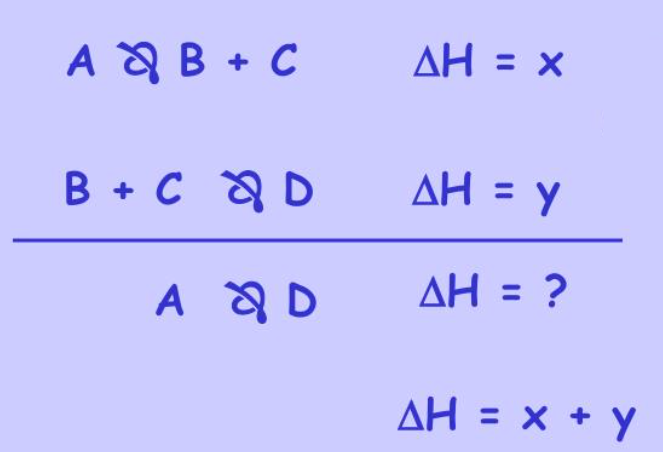 A 🙰 B + C ΔH = x
B + C 🙰 D ΔH = y
A 🙰 D ΔH = ?
ΔH = x + y